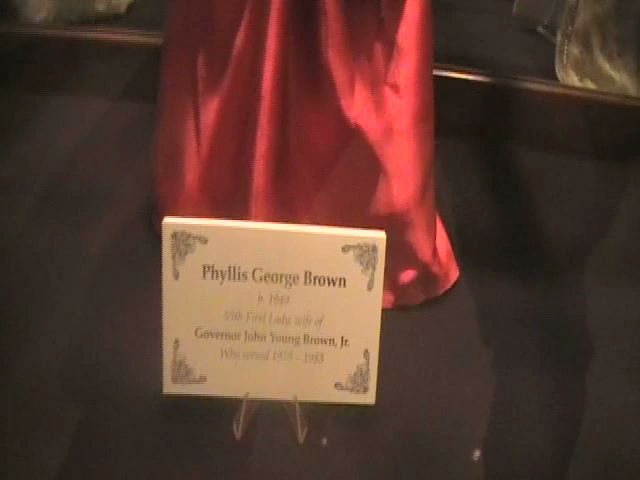 Phyllis George Brown
b. 1949
First Lady, wife of
Governor John Young Brown, Jr.
Who served 1979 – 1983